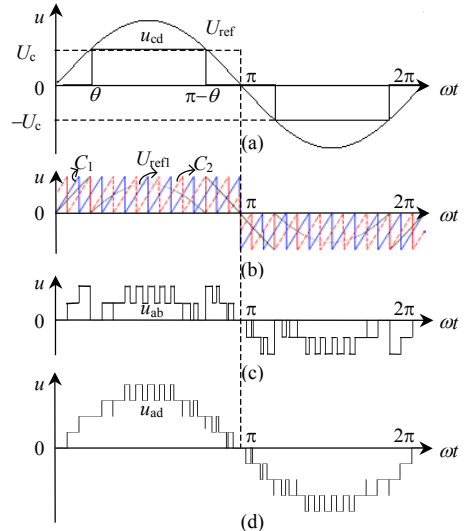 u
U_ref
U_c
u_cd
0
π
2π
θ
π−θ
ωt
−U_c
(a)
u
C_1
U_ref1
C_2
0
π
2π
ωt
(b)
u
u_ab
0
π
2π
ωt
(c)
u
u_ad
0
π
2π
ωt
(d)